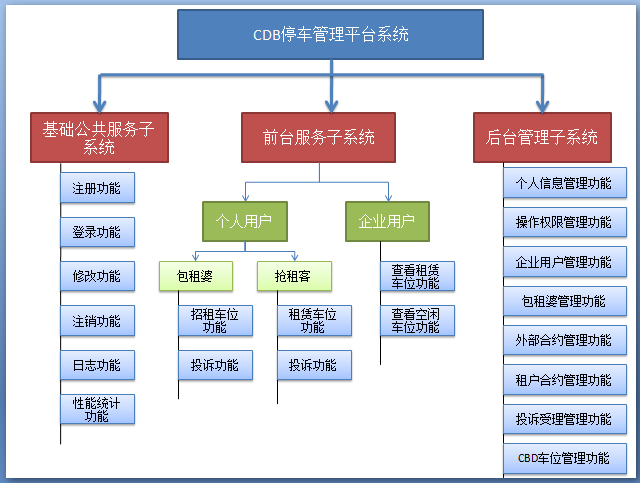 CDB停车管理平台系统
基础公共服务子
系统
前台服务子系统
后台管理子系统
注册功能
登录功能
修改功能
注销功能
日志功能
性能统计
功能
个人用户
企业用户
包租婆
抢租客
招租车位
功能
投诉功能
租赁车位
功能
投诉功能
查看租赁
车位功能
查看空闲
车位功能
个人信息管理功能
操作权限管理功能
企业用户管理功能
包租婆管理功能
外部合约管理功能
租户合约管理功能
投诉受理管理功能
CBD车位管理功能